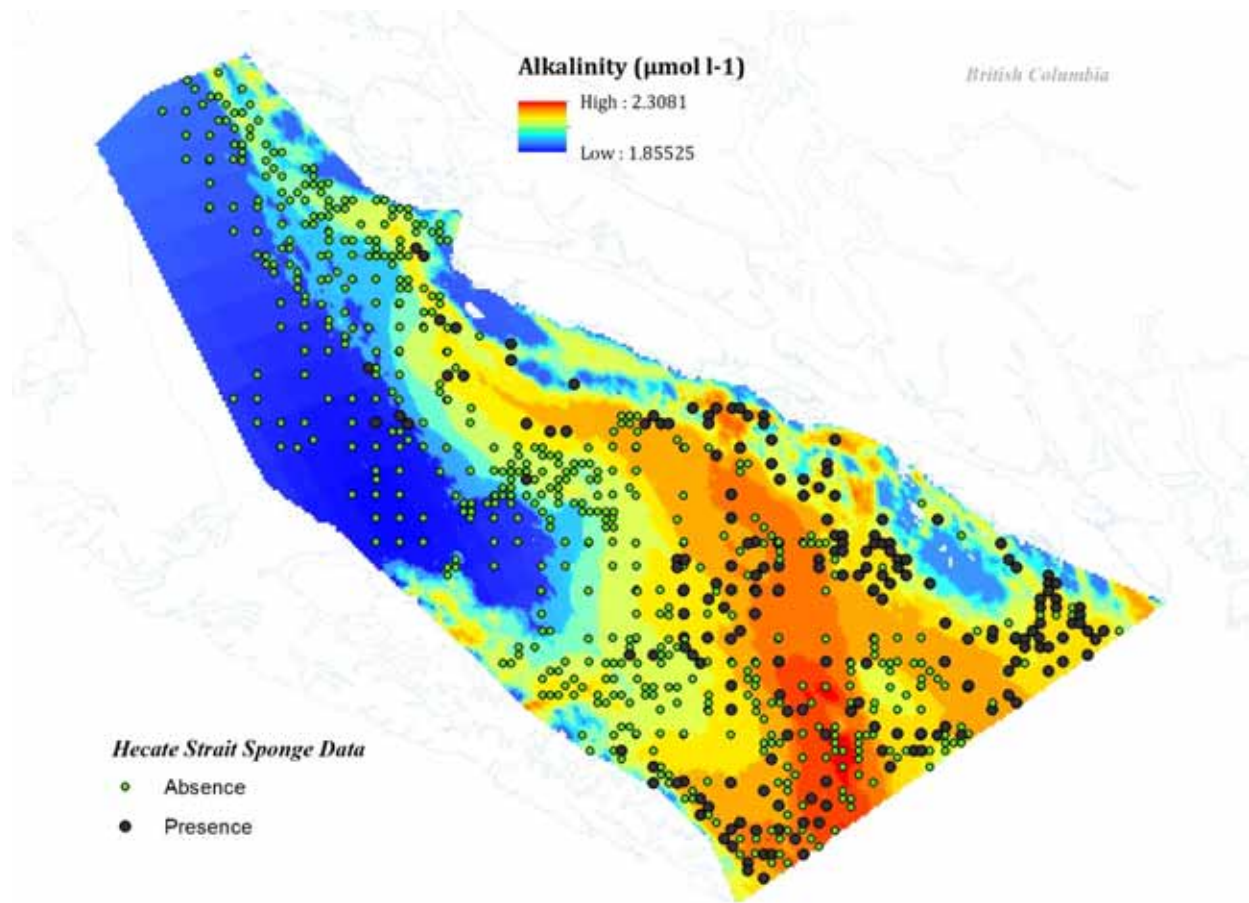 Alkalinity (µmol l-1)
High : 2.3081
Low : 1.85525
British Columbia
Hecate Strait Sponge Data
Absence
Presence